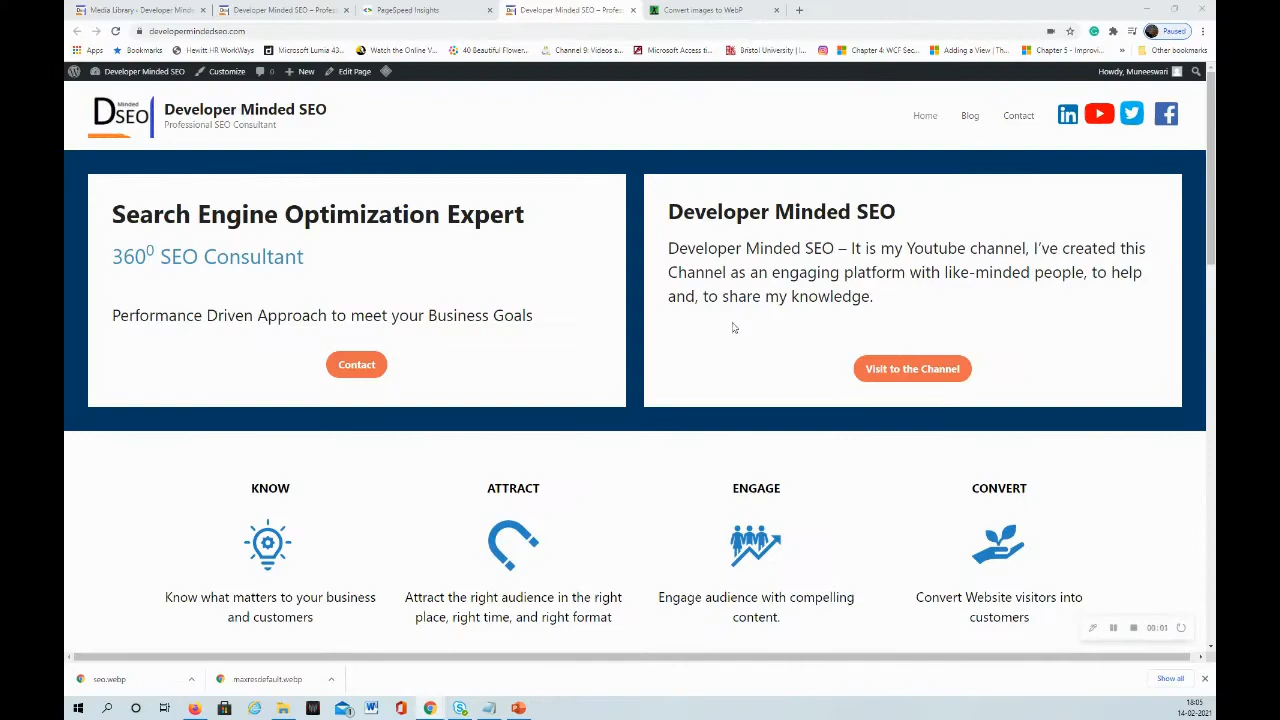 Media Library ‹ Developer Minde
Developer Minded SEO – Profes
PageSpeed Insights
Developer Minded SEO – Profes
Convert images to WebP
developermindedseo.com
Paused
Apps
Bookmarks
Hewitt HR WorkWays
Microsoft Lumia 43...
Watch the Online V...
40 Beautiful Flower...
Channel 9: Videos a...
Microsoft Access ti...
Bristol University |...
Chapter 4: WCF Sec...
Adding a View | Th...
Chapter 5 - Improvi...
Other bookmarks
Developer Minded SEO
Customize
0
New
Edit Page
Howdy, Muneeswari
Minded
DSEO
Developer Minded SEO
Professional SEO Consultant
Home
Blog
Contact
Search Engine Optimization Expert
360⁰ SEO Consultant
Performance Driven Approach to meet your Business Goals
Contact
Developer Minded SEO
Developer Minded SEO – It is my Youtube channel, I've created this
Channel as an engaging platform with like-minded people, to help
and, to share my knowledge.
Visit to the Channel
KNOW
ATTRACT
ENGAGE
CONVERT
Know what matters to your business
and customers
Attract the right audience in the right
place, right time, and right format
Engage audience with compelling
content.
Convert Website visitors into
customers
00:01
seo.webp
maxresdefault.webp
Show all
18:05
14-02-2021